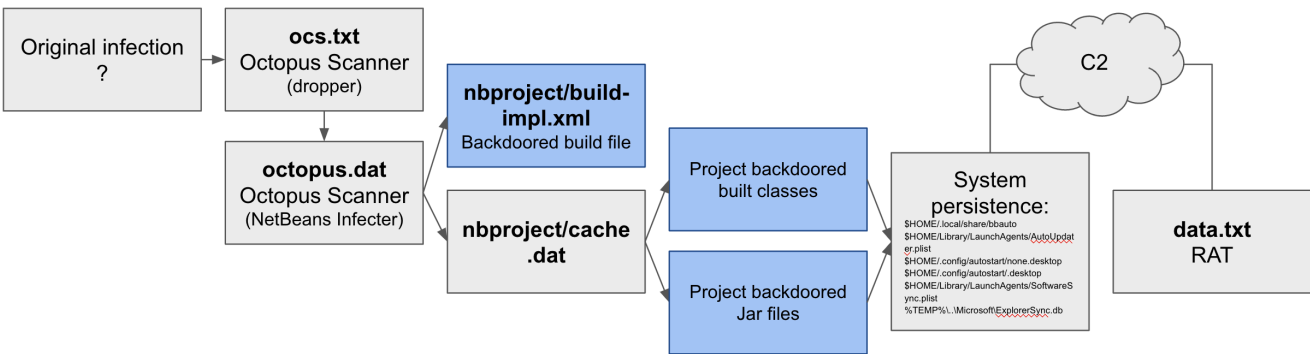 Original infection
?
ocs.txt
Octopus Scanner
(dropper)
octopus.dat
Octopus Scanner
(NetBeans Infecter)
nbproject/build-
impl.xml
Backdoored build file
nbproject/cache
.dat
Project backdoored
built classes
Project backdoored
Jar files
System
persistence:
$HOME/.local/share/bbauto
$HOME/Library/LaunchAgents/AutoUpdat
er.plist
$HOME/.config/autostart/none.desktop
$HOME/.config/autostart/.desktop
$HOME/Library/LaunchAgents/SoftwareS
ync.plist
%TEMP%\..\Microsoft\ExplorerSync.db
C2
data.txt
RAT